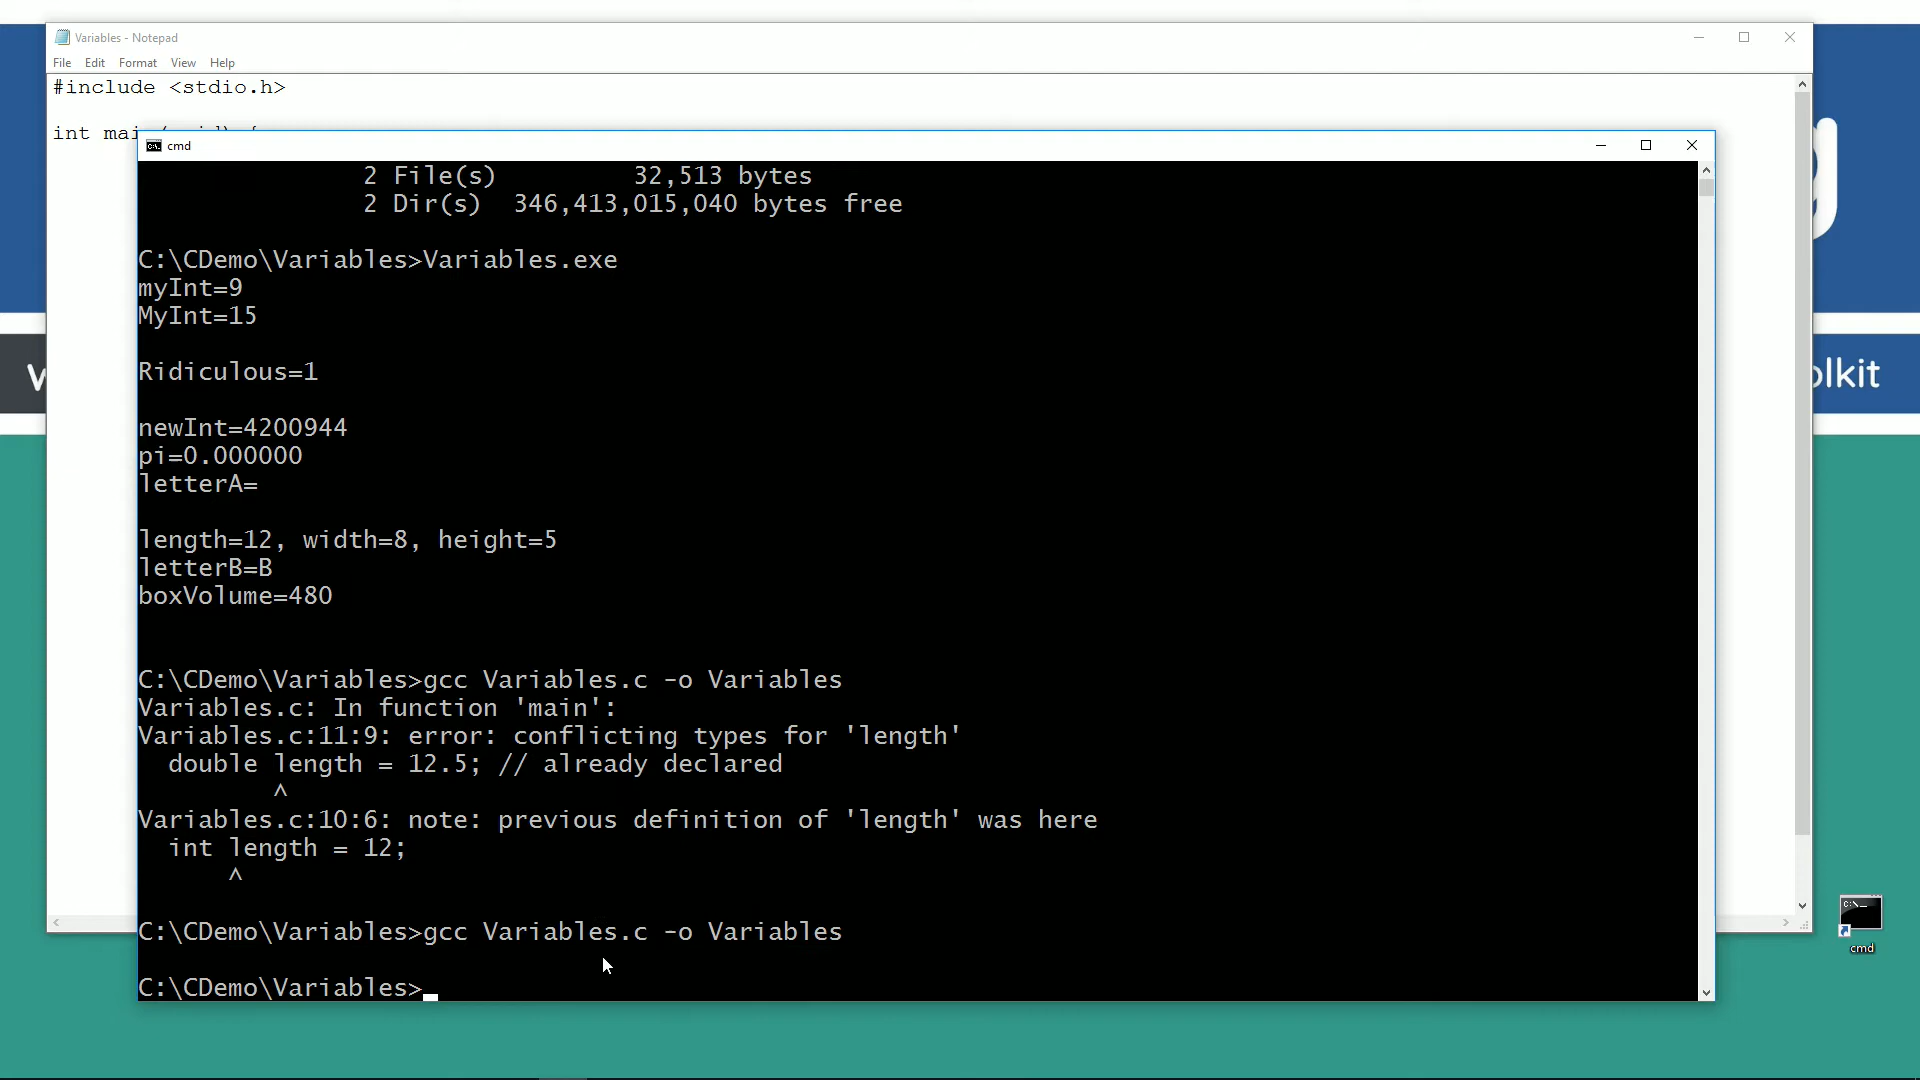 Variables - Notepad
File Edit Format View Help
#include <stdio.h>
int mai
cmd
2 File(s) 32,513 bytes
2 Dir(s) 346,413,015,040 bytes free
C:\CDemo\Variables>Variables.exe
myInt=9
MyInt=15
Ridiculous=1
newInt=4200944
pi=0.000000
letterA=
length=12, width=8, height=5
letterB=B
boxVolume=480
C:\CDemo\Variables>gcc Variables.c -o Variables
Variables.c: In function 'main':
Variables.c:11:9: error: conflicting types for 'length'
double length = 12.5; // already declared
^
Variables.c:10:6: note: previous definition of 'length' was here
int length = 12;
^
C:\CDemo\Variables>gcc Variables.c -o Variables
C:\CDemo\Variables>
olkit
cmd